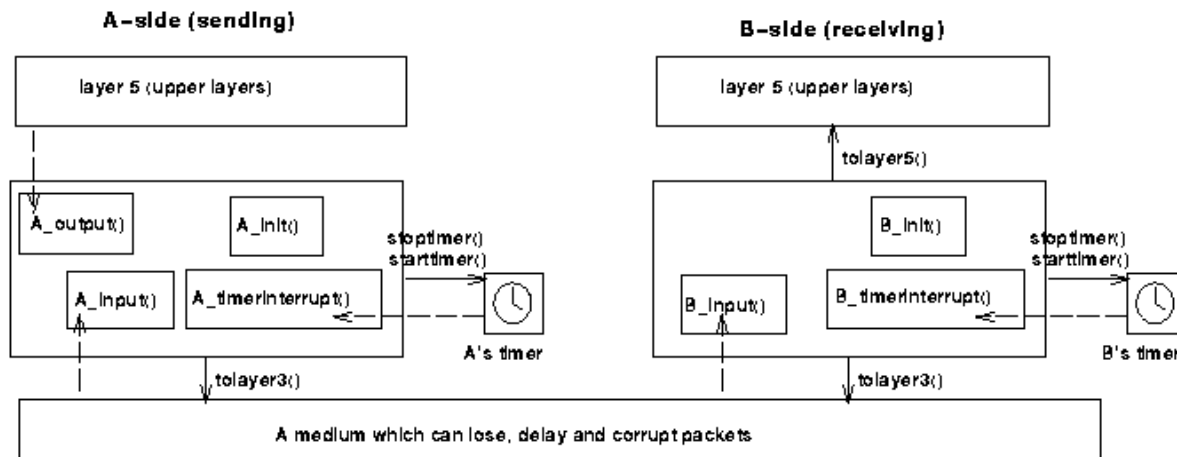 A-side (sending)
B-side (receiving)
layer 5 (upper layers)
layer 5 (upper layers)
tolayer5()
A_output()
A_init()
B_init()
stoptimer()
starttimer()
stoptimer()
starttimer()
A_input()
A_timerinterrupt()
B_input()
B_timerinterrupt()
A's timer
B's timer
tolayer3()
tolayer3()
A medium which can lose, delay and corrupt packets